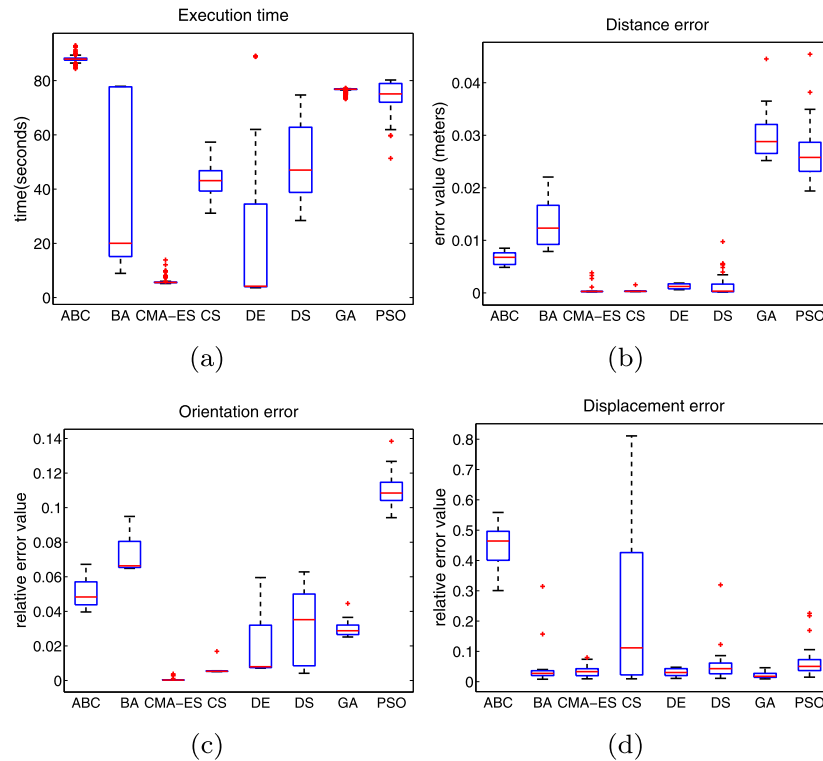 Execution time
time(seconds)
80
60
40
20
0
ABC BA CMA-ES CS DE DS GA PSO
(a)
Distance error
error value (meters)
0.04
0.03
0.02
0.01
0
ABC BA CMA-ES CS DE DS GA PSO
(b)
Orientation error
relative error value
0.14
0.12
0.1
0.08
0.06
0.04
0.02
0
ABC BA CMA-ES CS DE DS GA PSO
(c)
Displacement error
relative error value
0.8
0.7
0.6
0.5
0.4
0.3
0.2
0.1
0
ABC BA CMA-ES CS DE DS GA PSO
(d)